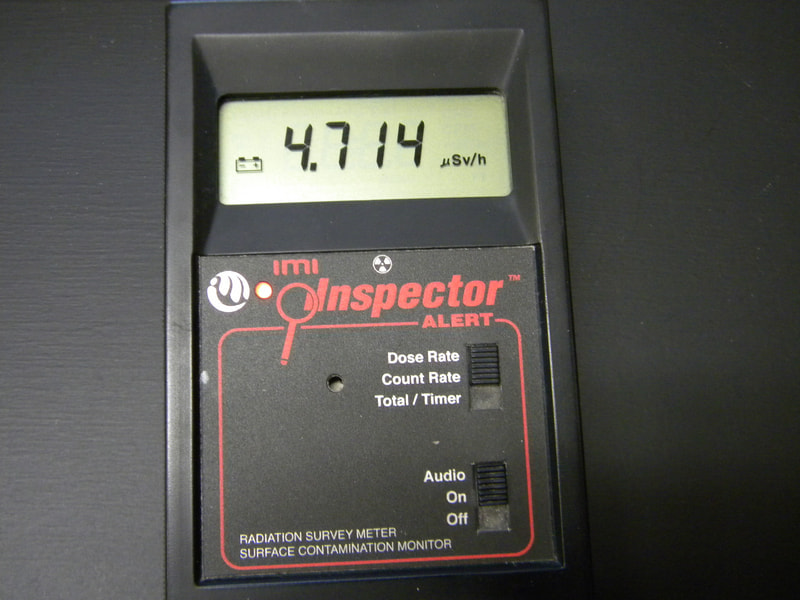 4.714 µSv/h
imi
Inspector™
ALERT
Dose Rate
Count Rate
Total / Timer
Audio
On
Off
RADIATION SURVEY METER
SURFACE CONTAMINATION MONITOR